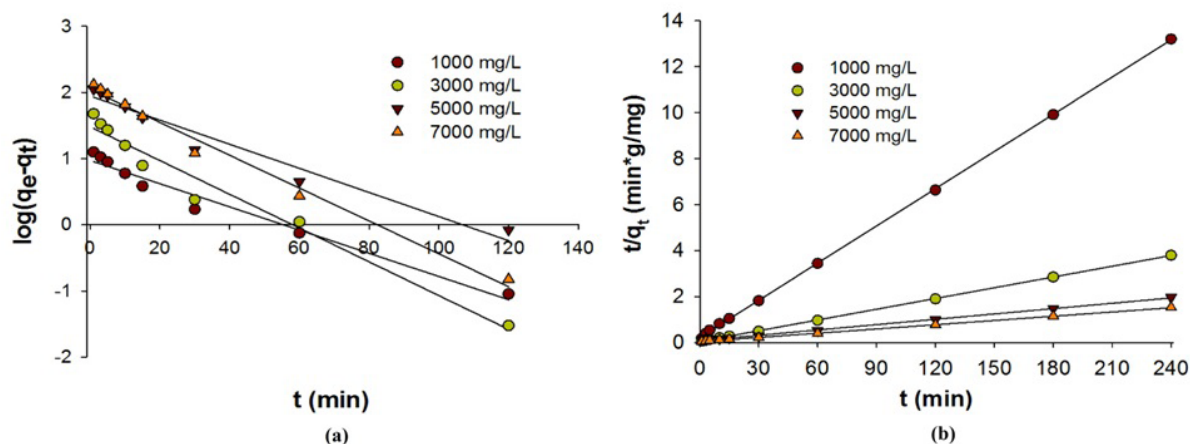 3
2
1
0
-1
-2
0
20
40
60
80
100
120
140
log(qe-qt)
t (min)
1000 mg/L
3000 mg/L
5000 mg/L
7000 mg/L
(a)
14
12
10
8
6
4
2
0
0
30
60
90
120
150
180
210
240
t/qt (min*g/mg)
t (min)
1000 mg/L
3000 mg/L
5000 mg/L
7000 mg/L
(b)